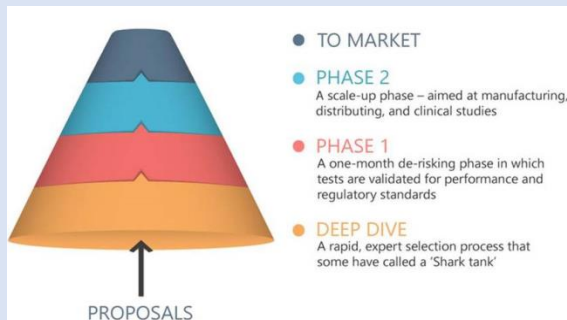 TO MARKET
PHASE 2
A scale-up phase – aimed at manufacturing,
distributing, and clinical studies
PHASE 1
A one-month de-risking phase in which
tests are validated for performance and
regulatory standards
DEEP DIVE
A rapid, expert selection process that
some have called a ‘Shark tank’
PROPOSALS